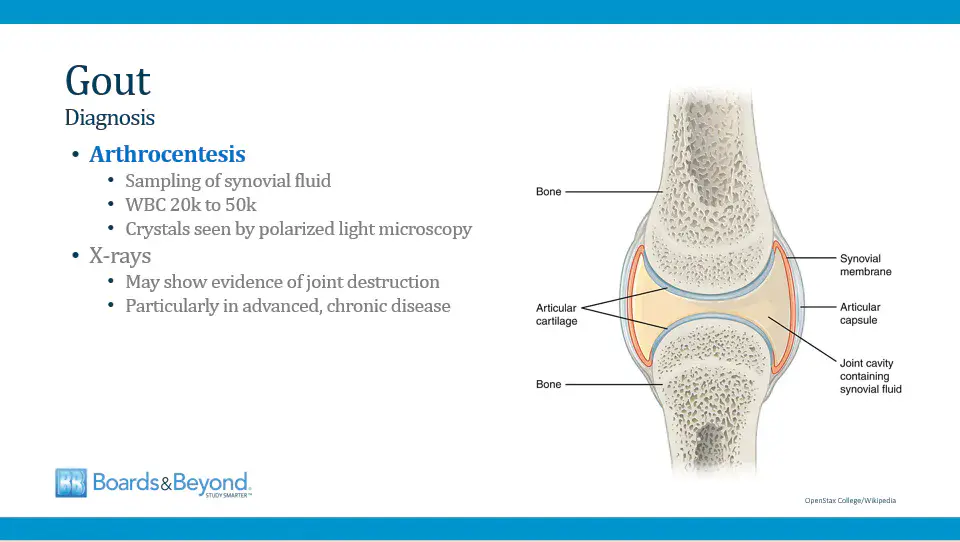 Gout
Diagnosis
• Arthrocentesis
• Sampling of synovial fluid
• WBC 20k to 50k
• Crystals seen by polarized light microscopy
• X-rays
• May show evidence of joint destruction
• Particularly in advanced, chronic disease
Bone
Articular
cartilage
Bone
Synovial
membrane
Articular
capsule
Joint cavity
containing
synovial fluid
BB Boards&Beyond.
STUDY SMARTER™
OpenStax College/Wikipedia